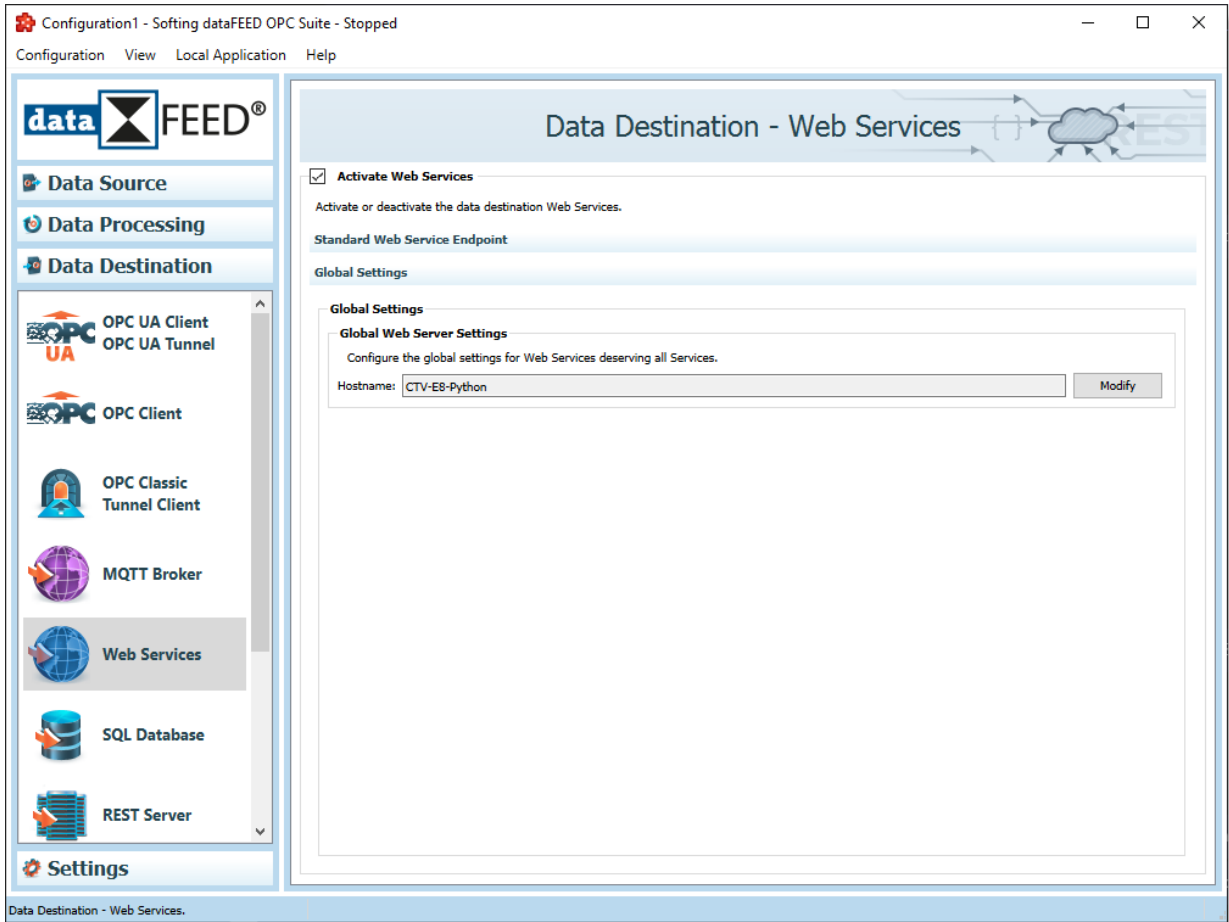 Configuration1 - Softing dataFEED OPC Suite - Stopped
Configuration View Local Application Help
data FEED®
Data Source
Data Processing
Data Destination
OPC UA
OPC UA Client
OPC UA Tunnel
OPC
OPC Client
OPC Classic
Tunnel Client
MQTT Broker
Web Services
SQL Database
REST Server
Settings
Data Destination - Web Services { } REST
Activate Web Services
Activate or deactivate the data destination Web Services.
Standard Web Service Endpoint
Global Settings
Global Settings
Global Web Server Settings
Configure the global settings for Web Services deserving all Services.
Hostname: CTV-E8-Python Modify
Data Destination - Web Services.